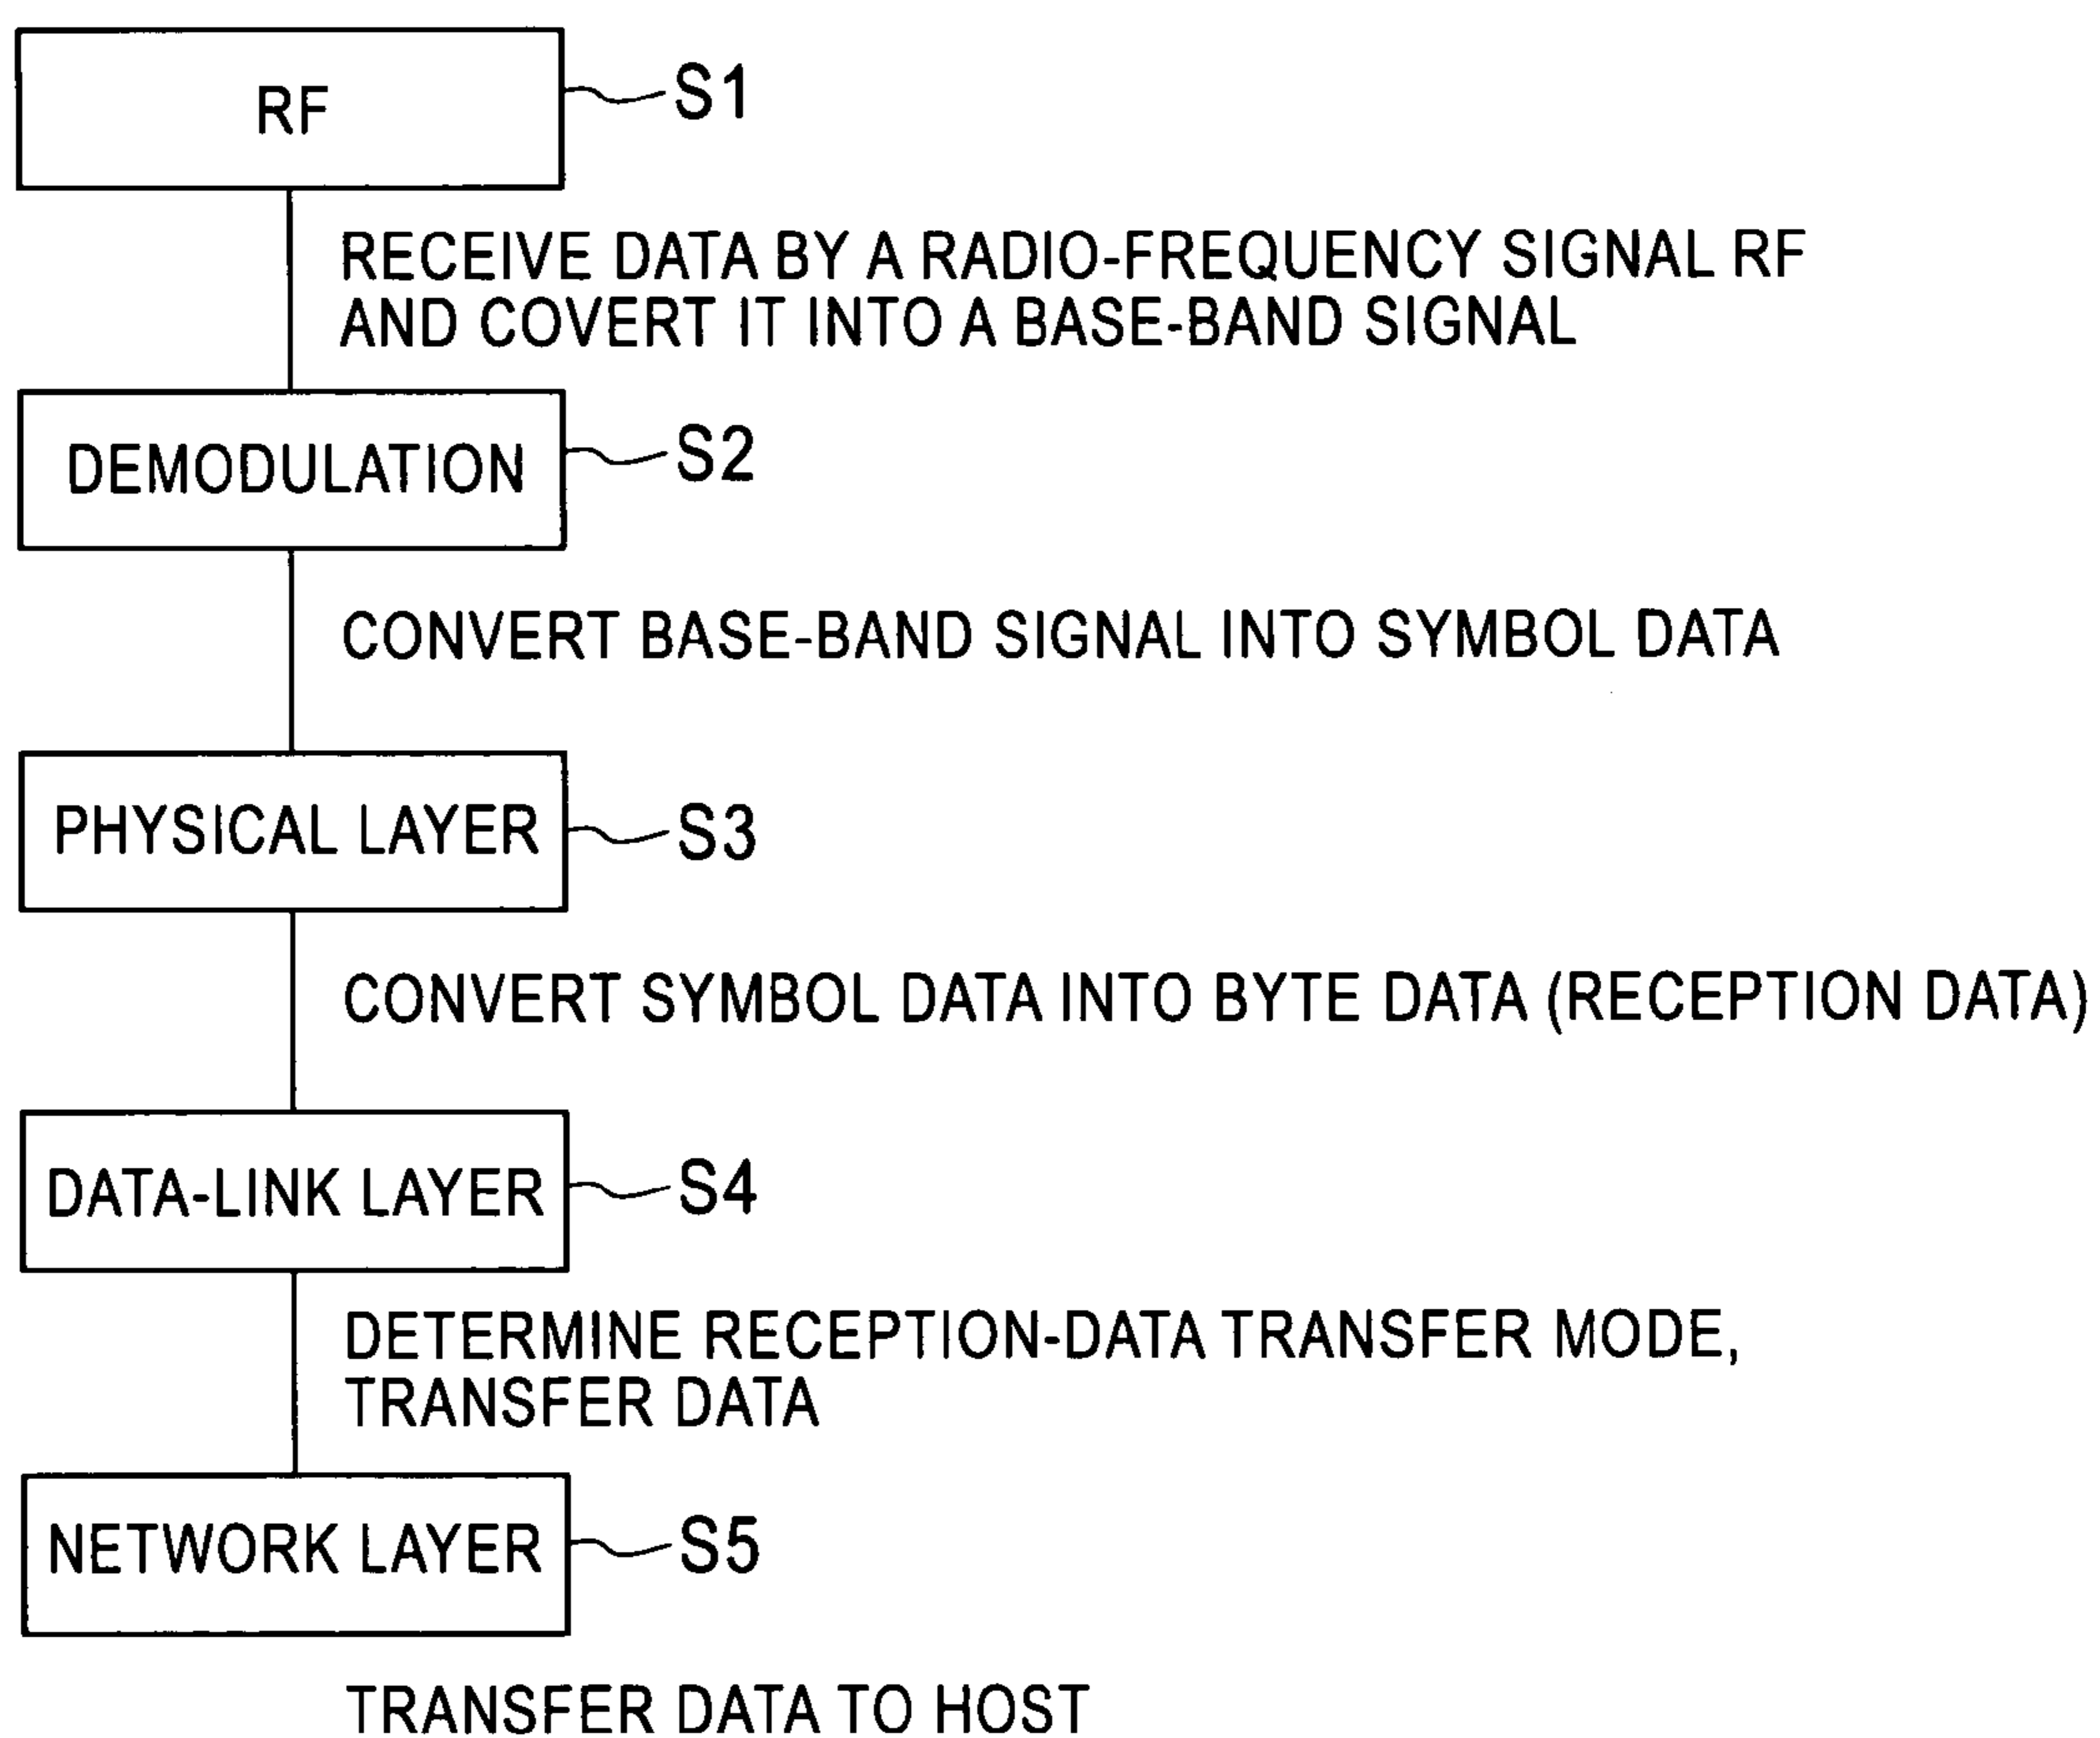 RF
S1
RECEIVE DATA BY A RADIO-FREQUENCY SIGNAL RF
AND COVERT IT INTO A BASE-BAND SIGNAL
DEMODULATION
S2
CONVERT BASE-BAND SIGNAL INTO SYMBOL DATA
PHYSICAL LAYER
S3
CONVERT SYMBOL DATA INTO BYTE DATA (RECEPTION DATA)
DATA-LINK LAYER
S4
DETERMINE RECEPTION-DATA TRANSFER MODE,
TRANSFER DATA
NETWORK LAYER
S5
TRANSFER DATA TO HOST